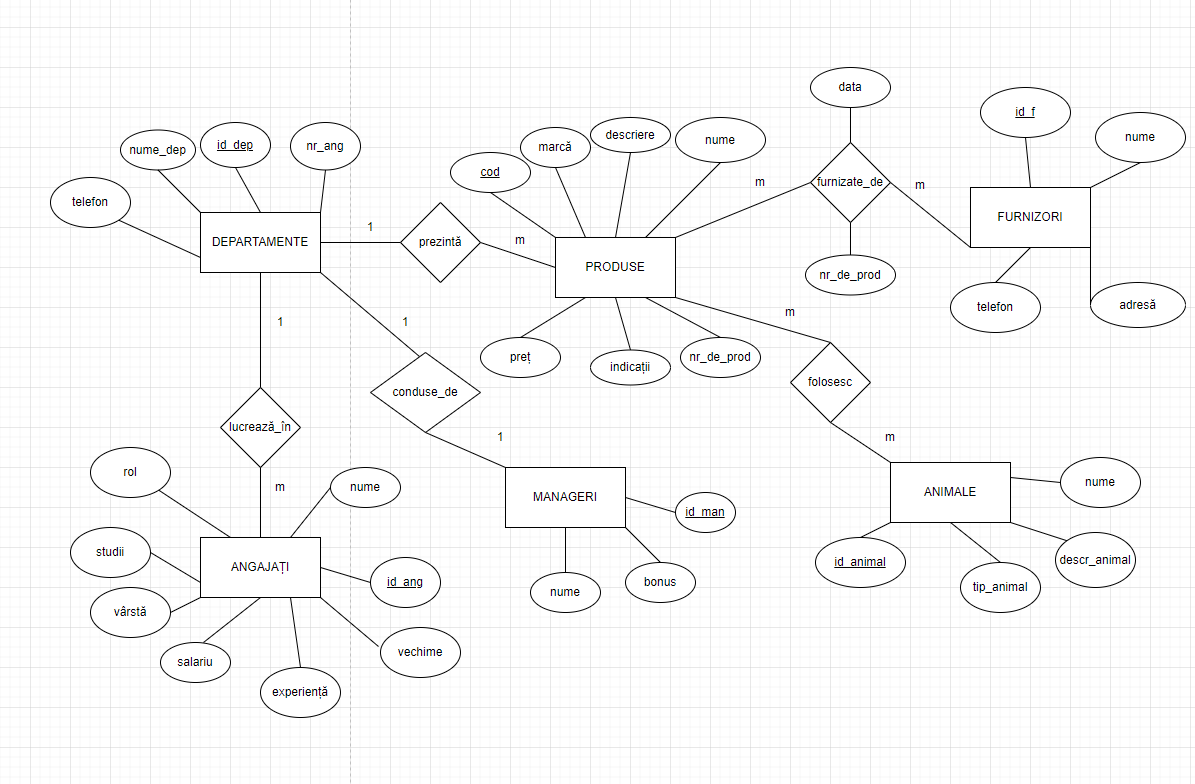 data
id_f
nume
nume_dep
id_dep
nr_ang
cod
marcă
descriere
nume
telefon
m
furnizate_de
m
DEPARTAMENTE
1
prezintă
m
PRODUSE
FURNIZORI
nr_de_prod
telefon
adresă
1
1
preț
indicații
nr_de_prod
m
folosesc
conduse_de
lucrează_în
1
m
rol
m
nume
MANAGERI
id_man
ANIMALE
nume
studii
ANGAJAȚI
id_ang
nume
bonus
id_animal
tip_animal
descr_animal
vârstă
salariu
experiență
vechime